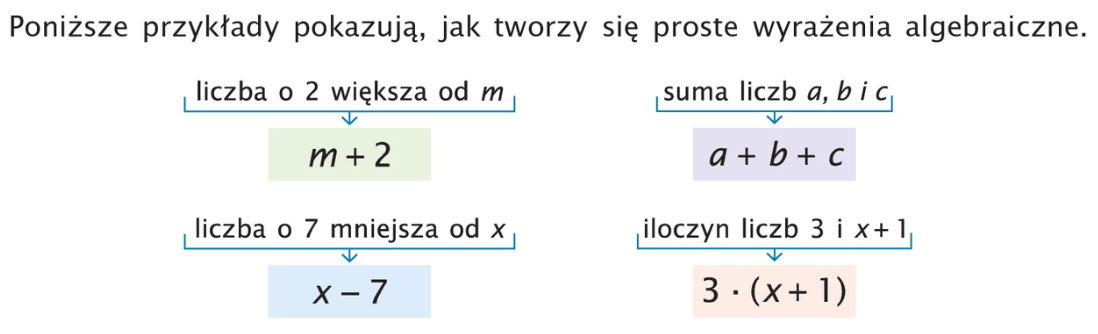 Poniższe przykłady pokazują, jak tworzy się proste wyrażenia algebraiczne.
liczba o 2 większa od m
m + 2
suma liczb a, b i c
a + b + c
liczba o 7 mniejsza od x
x – 7
iloczyn liczb 3 i x + 1
3 · (x + 1)